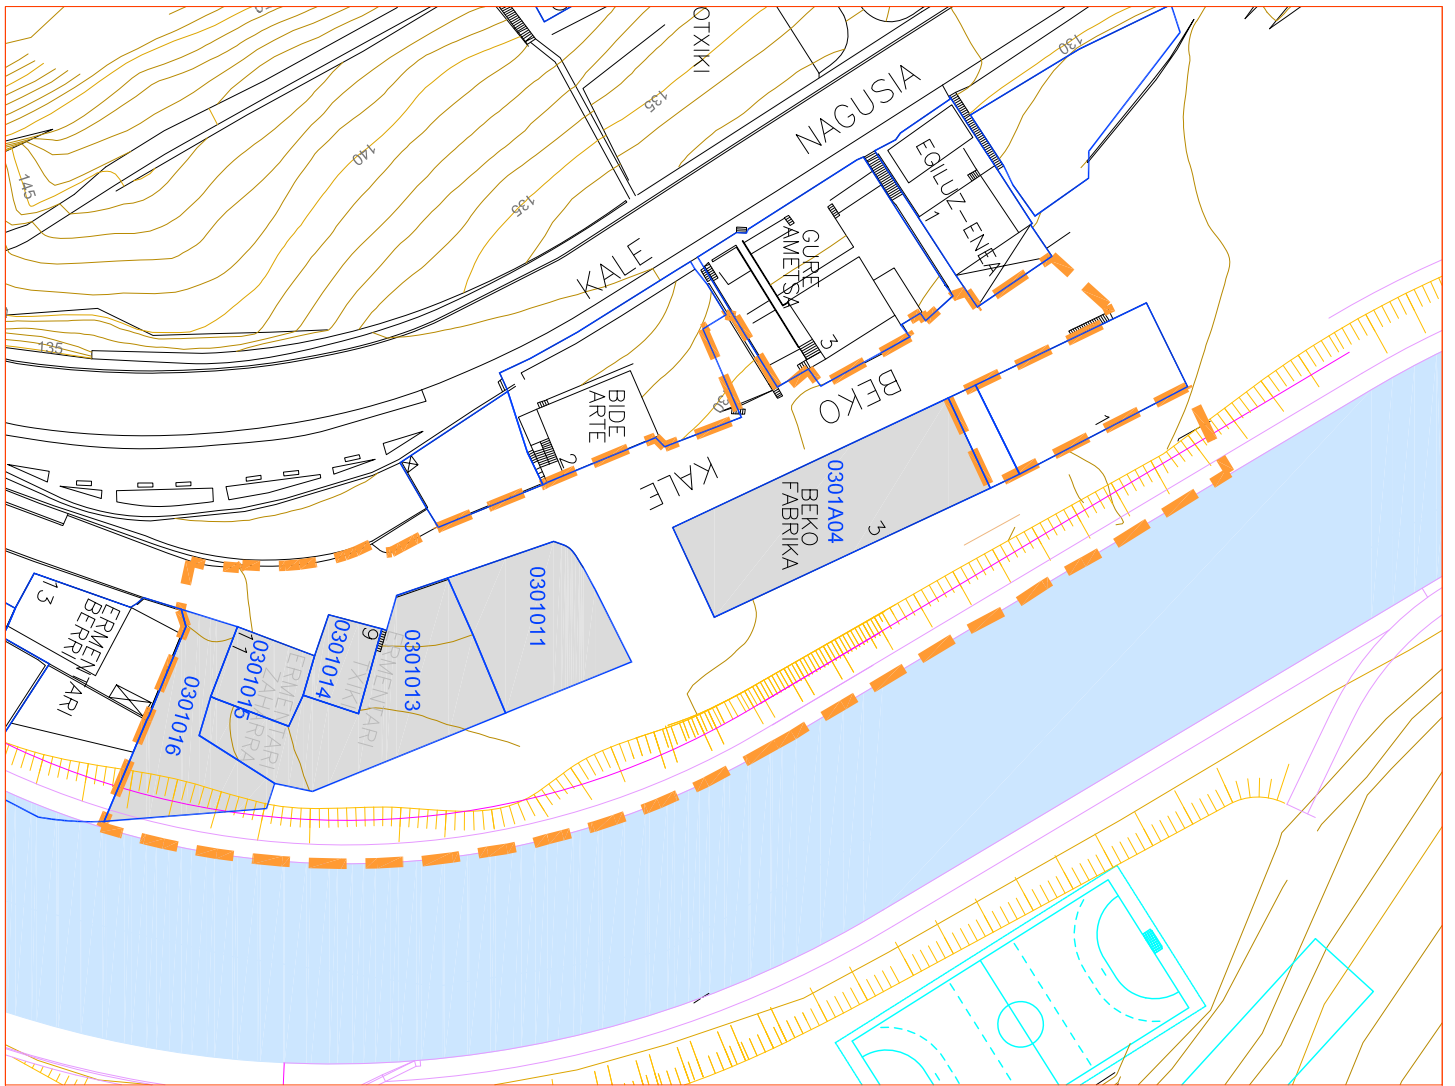 OTXIKI
130
135
140
145
135
135
KALE NAGUSIA
EGILUZ-ENEA
1
GURE
AMETSA
3
BIDE
ARTE
2
30
KALE BEKO
1
0301A04
BEKO
FABRIKA
3
0301011
0301013
ERMENTARI
TXIKI
9
0301014
0301015
11
ERMENTARI
ZAHARRA
0301016
13
ERMENTARI
BERRI